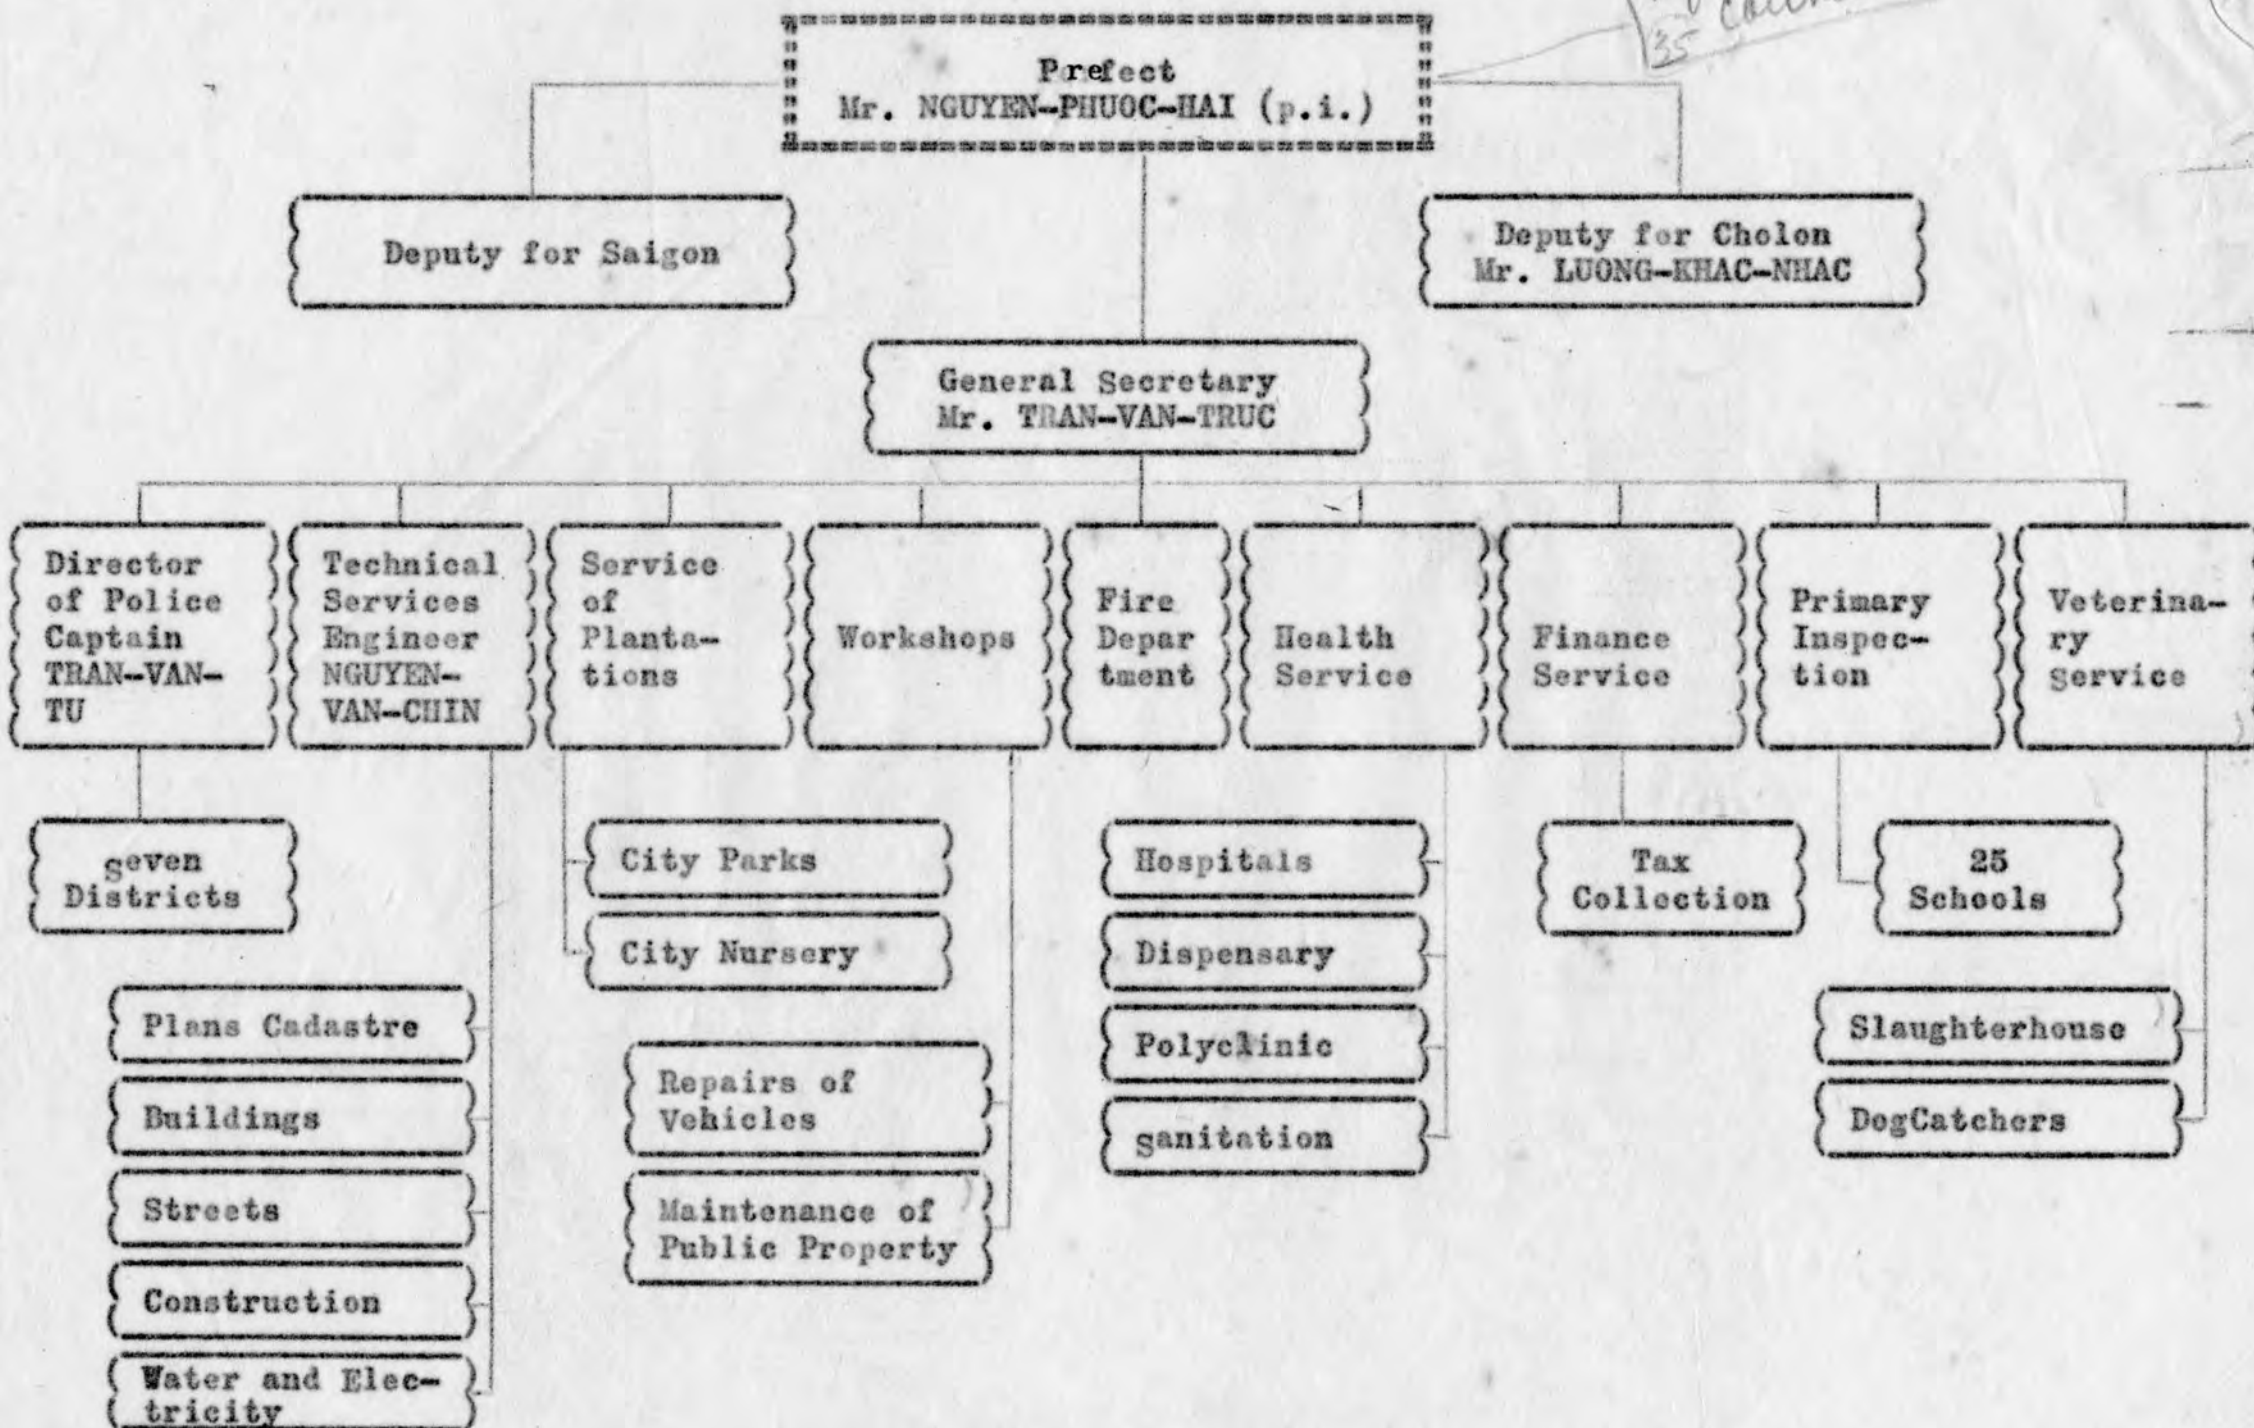 35
Prefect
Mr. NGUYEN-PHUOC-HAI (p.i.)
Deputy for Saigon
Deputy for Cholon
Mr. LUONG-KHAC-NHAC
General Secretary
Mr. TRAN-VAN-TRUC
Director
of Police
Captain
TRAN-VAN-
TU
Technical
Services
Engineer
NGUYEN-
VAN-CHIN
Service
of
Planta-
tions
Workshops
Fire
Depar
tment
Health
Service
Finance
Service
Primary
Inspec-
tion
Veterina-
ry
Service
Seven
Districts
Plans Cadastre
Buildings
Streets
Construction
Water and Elec-
tricity
City Parks
City Nursery
Repairs of
Vehicles
Maintenance of
Public Property
Hospitals
Dispensary
Polyclinic
Sanitation
Tax
Collection
25
Schools
Slaughterhouse
DogCatchers